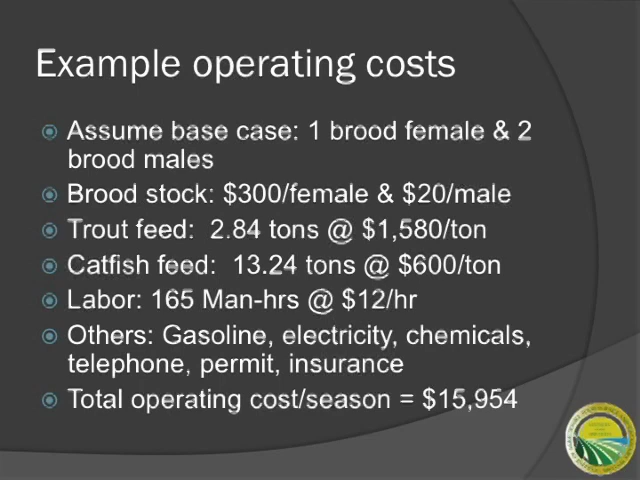 Example operating costs
Assume base case: 1 brood female & 2
brood males
Brood stock: $300/female & $20/male
Trout feed:  2.84 tons @ $1,580/ton
Catfish feed:  13.24 tons @ $600/ton
Labor: 165 Man-hrs @ $12/hr
Others: Gasoline, electricity, chemicals,
telephone, permit, insurance
Total operating cost/season = $15,954